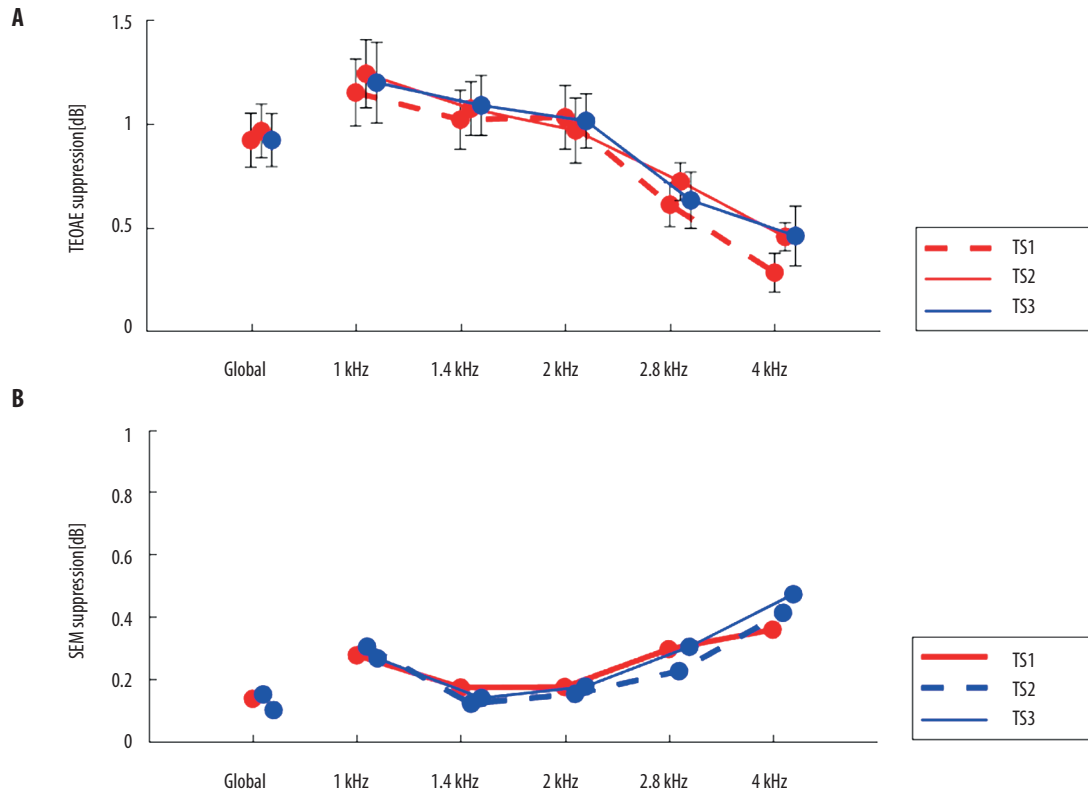 A
1.5
1
0.5
0
TEOAE suppression[dB]
Global
1 kHz
1.4 kHz
2 kHz
2.8 kHz
4 kHz
TS1
TS2
TS3
B
1
0.8
0.6
0.4
0.2
0
SEM suppression[dB]
Global
1 kHz
1.4 kHz
2 kHz
2.8 kHz
4 kHz
TS1
TS2
TS3